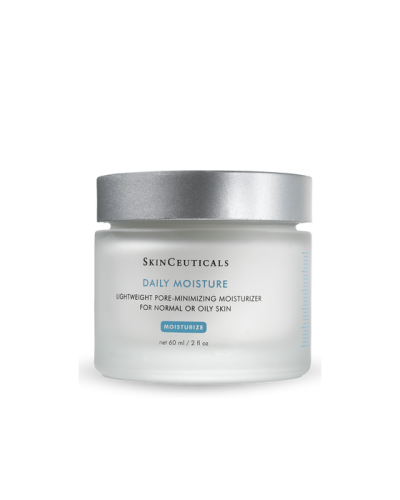 SKINCEUTICALS
DAILY MOISTURE
LIGHTWEIGHT PORE-MINIMIZING MOISTURIZER
FOR NORMAL OR OILY SKIN
MOISTURIZE
net 60 ml / 2 fl oz